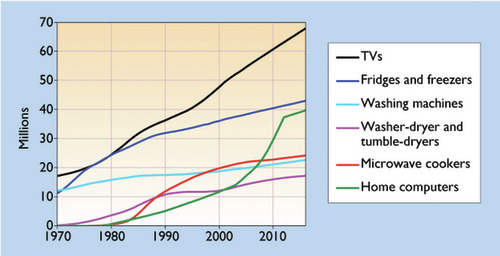 70
60
50
40
30
20
10
0
Millions
1970
1980
1990
2000
2010
TVs
Fridges and freezers
Washing machines
Washer-dryer and
tumble-dryers
Microwave cookers
Home computers